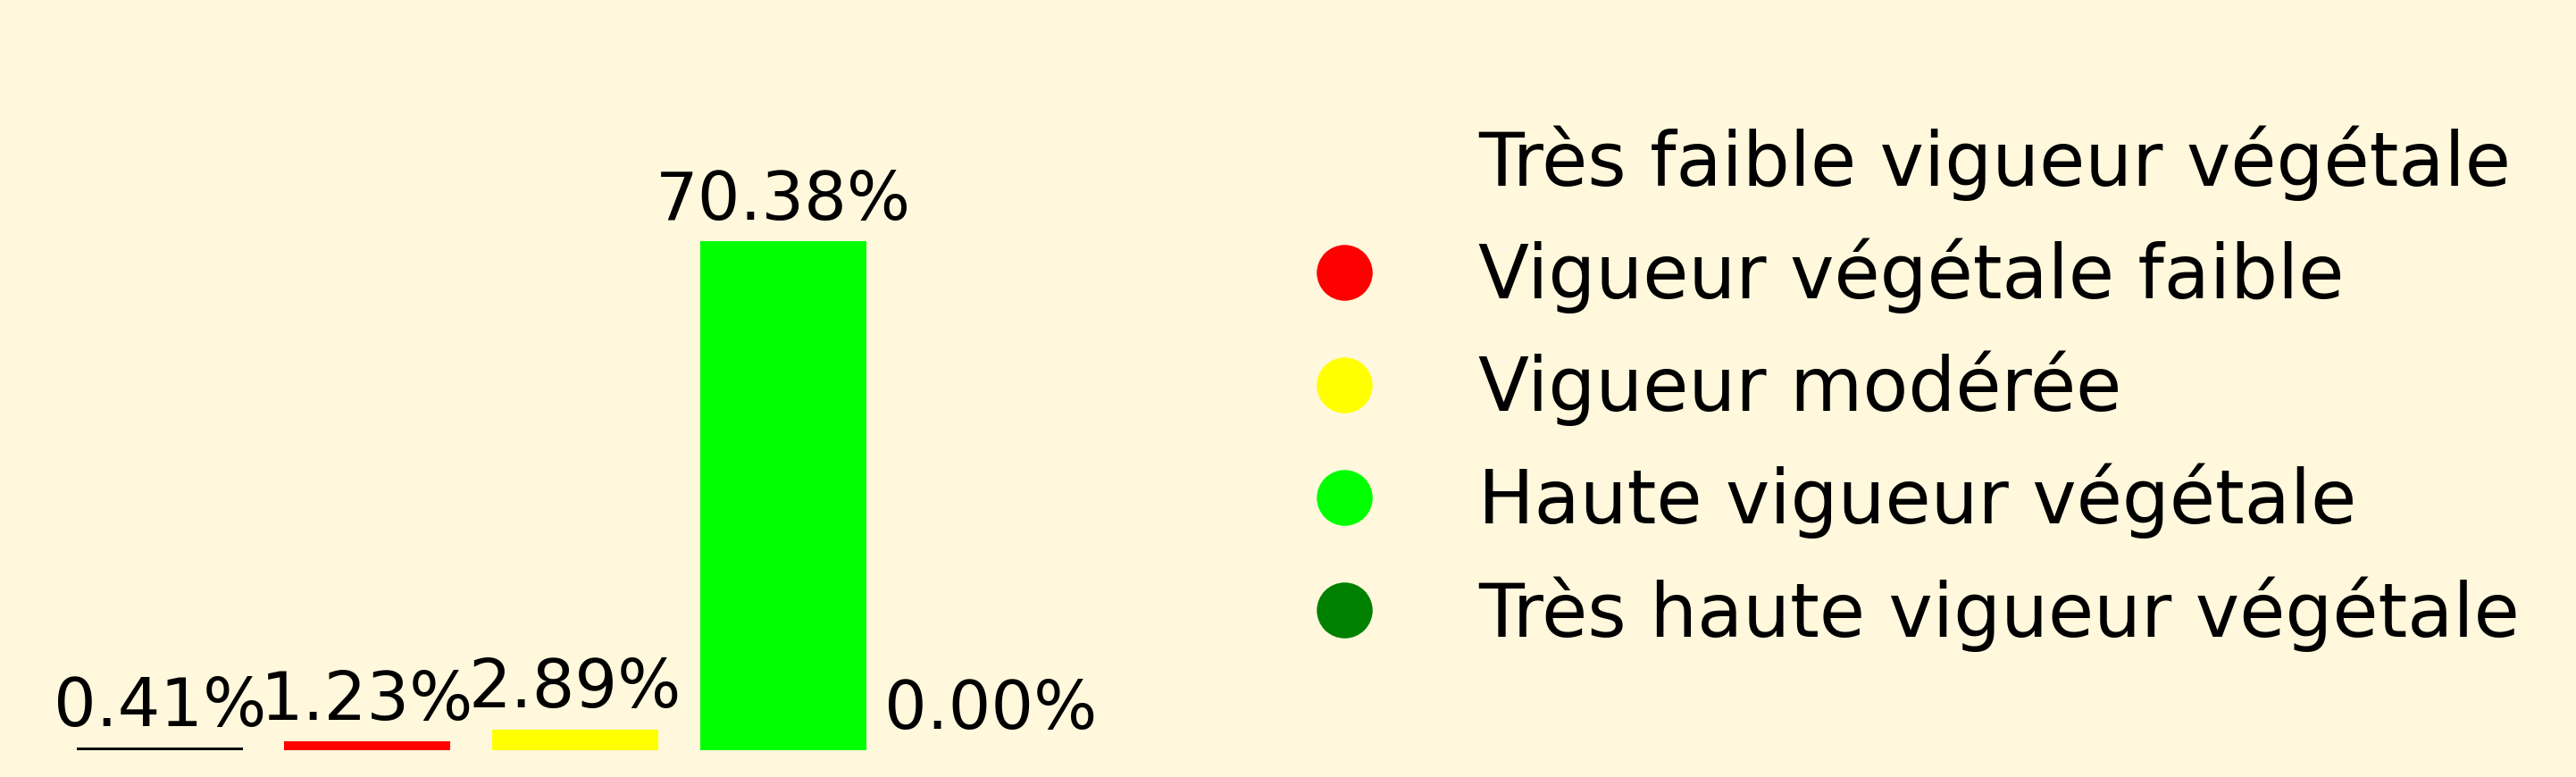 70.38%
0.41%
1.23%
2.89%
0.00%
Très faible vigueur végétale
Vigueur végétale faible
Vigueur modérée
Haute vigueur végétale
Très haute vigueur végétale